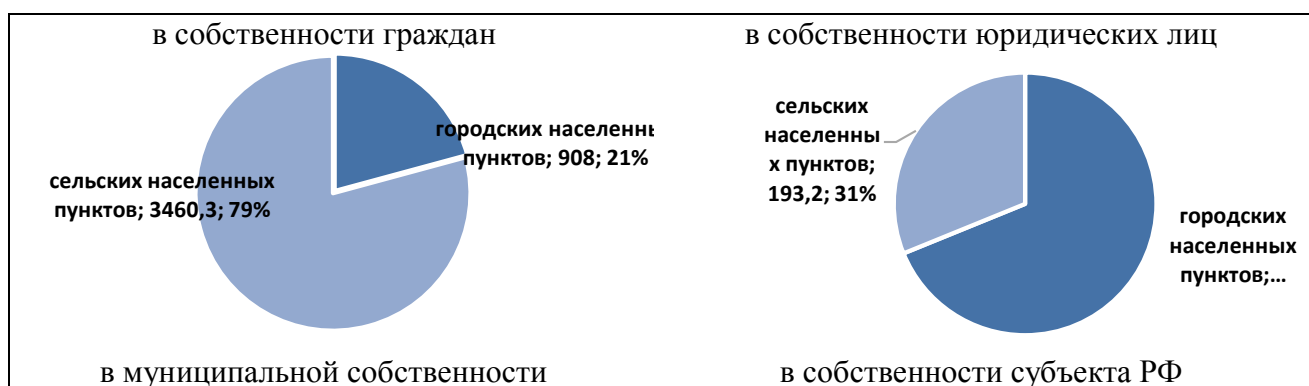 в собственности граждан
городских населеннь
пунктов; 908; 21%
сельских населенных
пунктов; 3460,3; 79%
в собственности юридических лиц
сельских
населенны
х пунктов;
193,2; 31%
городских
населенных
пунктов;...
в муниципальной собственности
в собственности субъекта РФ